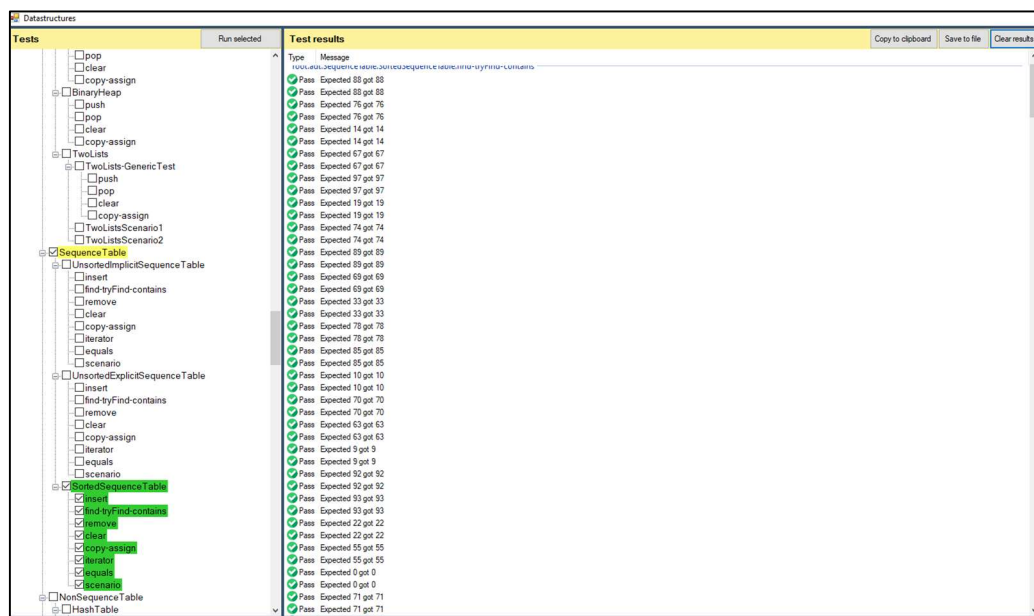 Datastructures
Tests
Run selected
pop
clear
copy-assign
BinaryHeap
push
pop
clear
copy-assign
TwoLists
TwoLists-GenericTest
push
pop
clear
copy-assign
TwoListsScenario1
TwoListsScenario2
SequenceTable
UnsortedImplicitSequenceTable
insert
find-tryFind-contains
remove
clear
copy-assign
iterator
equals
scenario
UnsortedExplicitSequenceTable
insert
find-tryFind-contains
remove
clear
copy-assign
iterator
equals
scenario
SortedSequenceTable
insert
find-tryFind-contains
remove
clear
copy-assign
iterator
equals
scenario
NonSequenceTable
HashTable
Test results
Copy to clipboard
Save to file
Clear results
Type Message
root.adt.SequenceTable.SortedSequenceTable.find-tryFind-contains
Pass Expected 88 got 88
Pass Expected 88 got 88
Pass Expected 76 got 76
Pass Expected 76 got 76
Pass Expected 14 got 14
Pass Expected 14 got 14
Pass Expected 67 got 67
Pass Expected 67 got 67
Pass Expected 97 got 97
Pass Expected 97 got 97
Pass Expected 19 got 19
Pass Expected 19 got 19
Pass Expected 74 got 74
Pass Expected 74 got 74
Pass Expected 89 got 89
Pass Expected 89 got 89
Pass Expected 69 got 69
Pass Expected 69 got 69
Pass Expected 33 got 33
Pass Expected 33 got 33
Pass Expected 78 got 78
Pass Expected 78 got 78
Pass Expected 85 got 85
Pass Expected 85 got 85
Pass Expected 10 got 10
Pass Expected 10 got 10
Pass Expected 70 got 70
Pass Expected 70 got 70
Pass Expected 63 got 63
Pass Expected 63 got 63
Pass Expected 9 got 9
Pass Expected 9 got 9
Pass Expected 92 got 92
Pass Expected 92 got 92
Pass Expected 93 got 93
Pass Expected 93 got 93
Pass Expected 22 got 22
Pass Expected 22 got 22
Pass Expected 55 got 55
Pass Expected 55 got 55
Pass Expected 0 got 0
Pass Expected 0 got 0
Pass Expected 71 got 71
Pass Expected 71 got 71